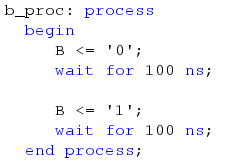 b_proc: process
begin
B <= '0';
wait for 100 ns;
B <= '1';
wait for 100 ns;
end process;